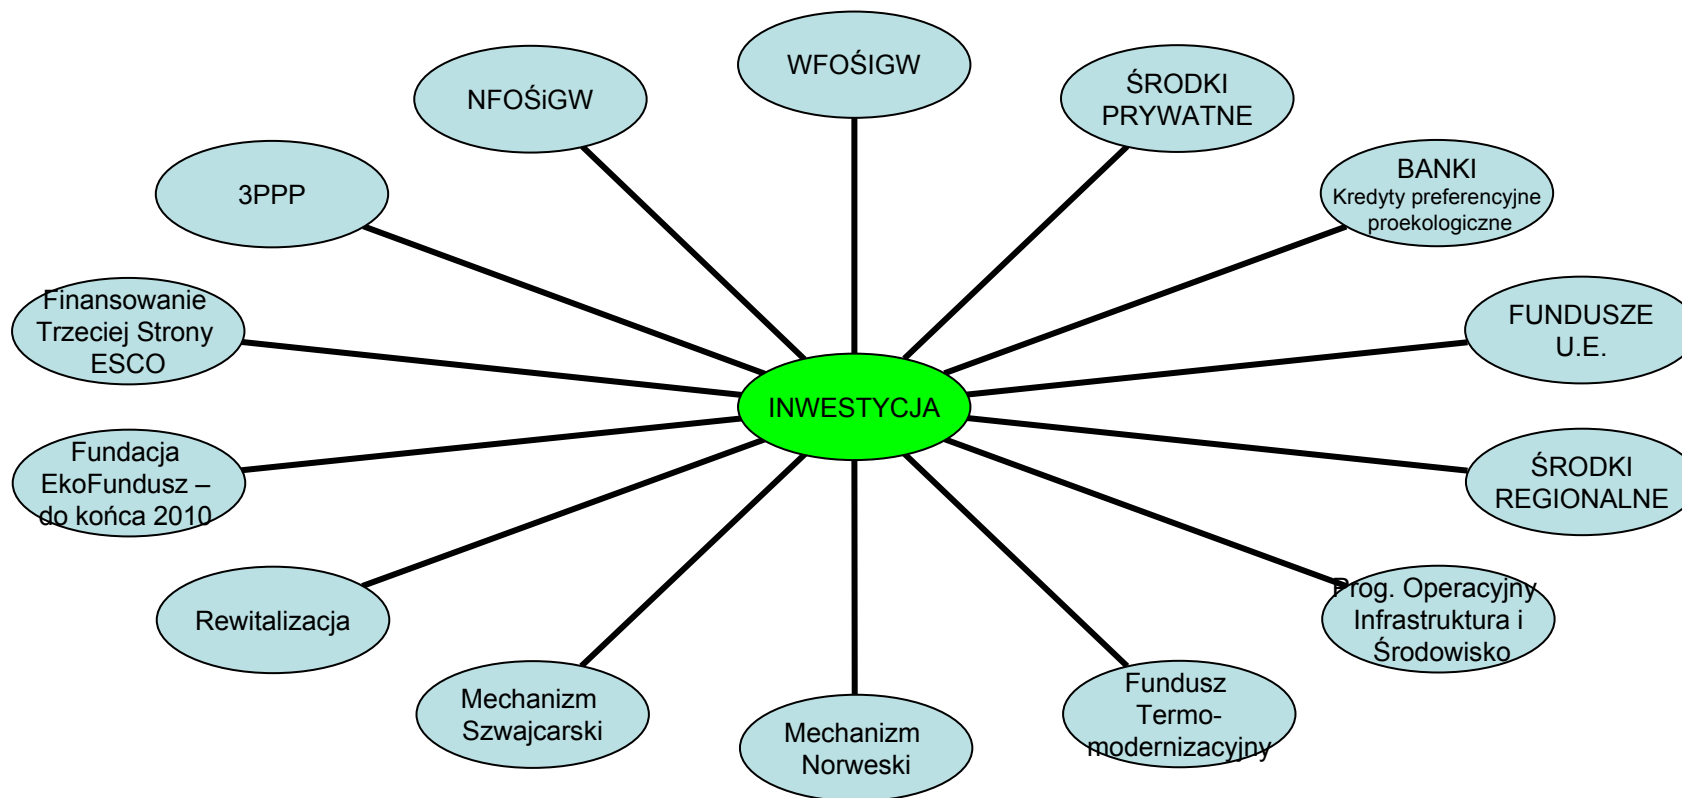 WFOŚIGW
NFOŚiGW
ŚRODKI
PRYWATNE
BANKI
Kredyty preferencyjne
proekologiczne
3PPP
Finansowanie
Trzeciej Strony
ESCO
FUNDUSZE
U.E.
INWESTYCJA
Fundacja
EkoFundusz –
do końca 2010
ŚRODKI
REGIONALNE
Rewitalizacja
Prog. Operacyjny
Infrastruktura i
Środowisko
Mechanizm
Szwajcarski
Mechanizm
Norweski
Fundusz
Termo-
modernizacyjny